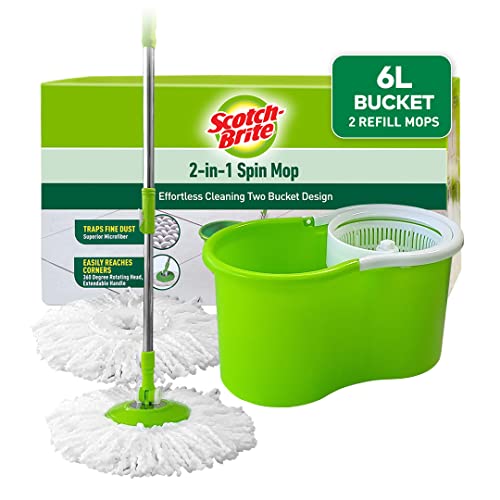 6L
BUCKET
2 REFILL MOPS
Scotch-
Brite
2-in-1 Spin Mop
Effortless Cleaning Two Bucket Design
TRAPS FINE DUST
Superior Microfiber
EASILY REACHES
CORNERS
360 Degree Rotating Head,
Extendable Handle